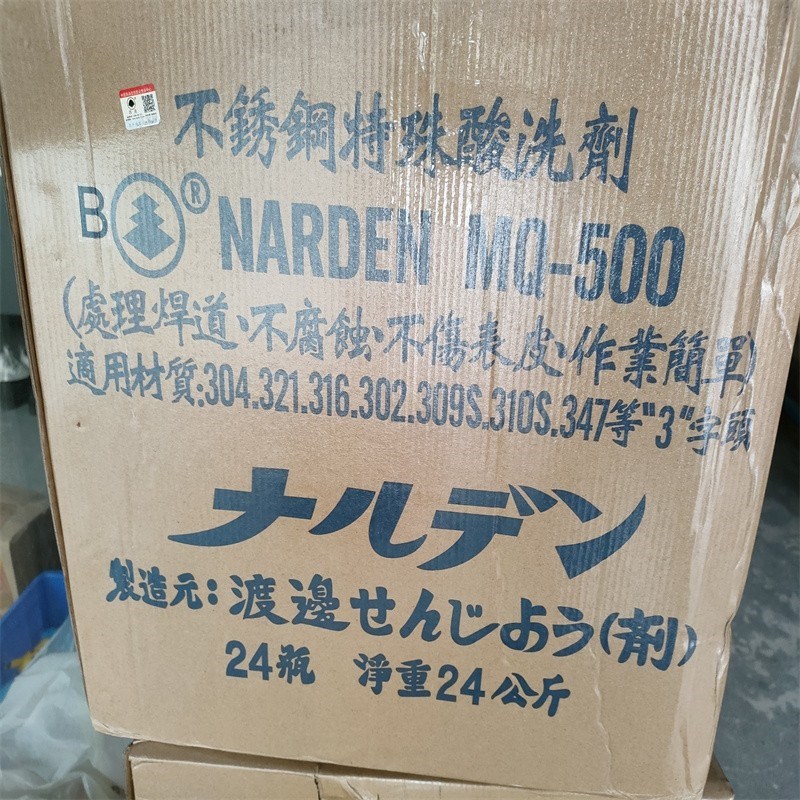 不銹鋼特殊酸洗劑
B ® NARDEN MQ-500
(處理焊道、不腐蝕、不傷表皮、作業簡單)
適用材質:304.321.316.302.309S.310S.347等"3"字頭
ナルデン
製造元:渡邊せんじよう(剤)
24瓶 淨重24公斤